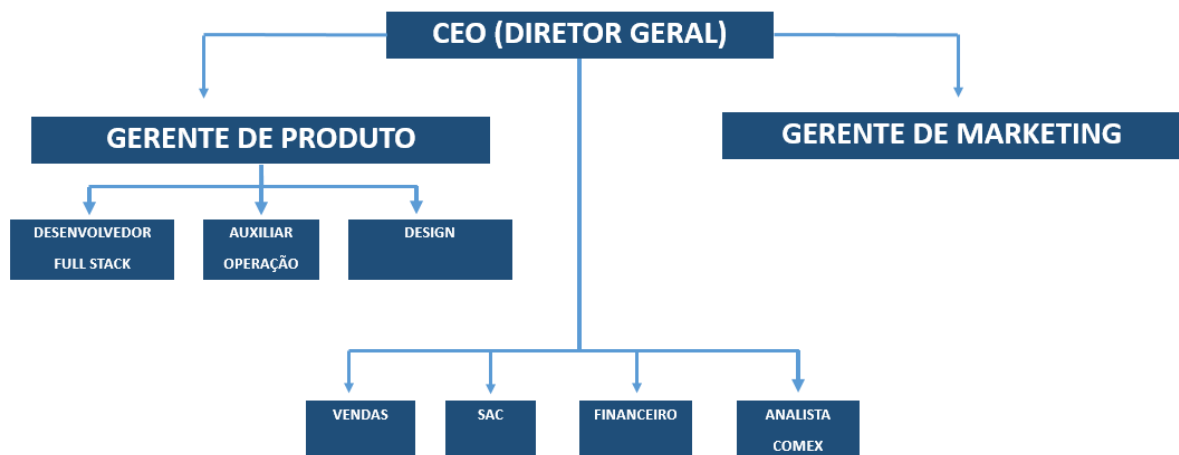 CEO (DIRETOR GERAL)
GERENTE DE PRODUTO
GERENTE DE MARKETING
DESENVOLVEDOR
FULL STACK
AUXILIAR
OPERAÇÃO
DESIGN
VENDAS
SAC
FINANCEIRO
ANALISTA
COMEX